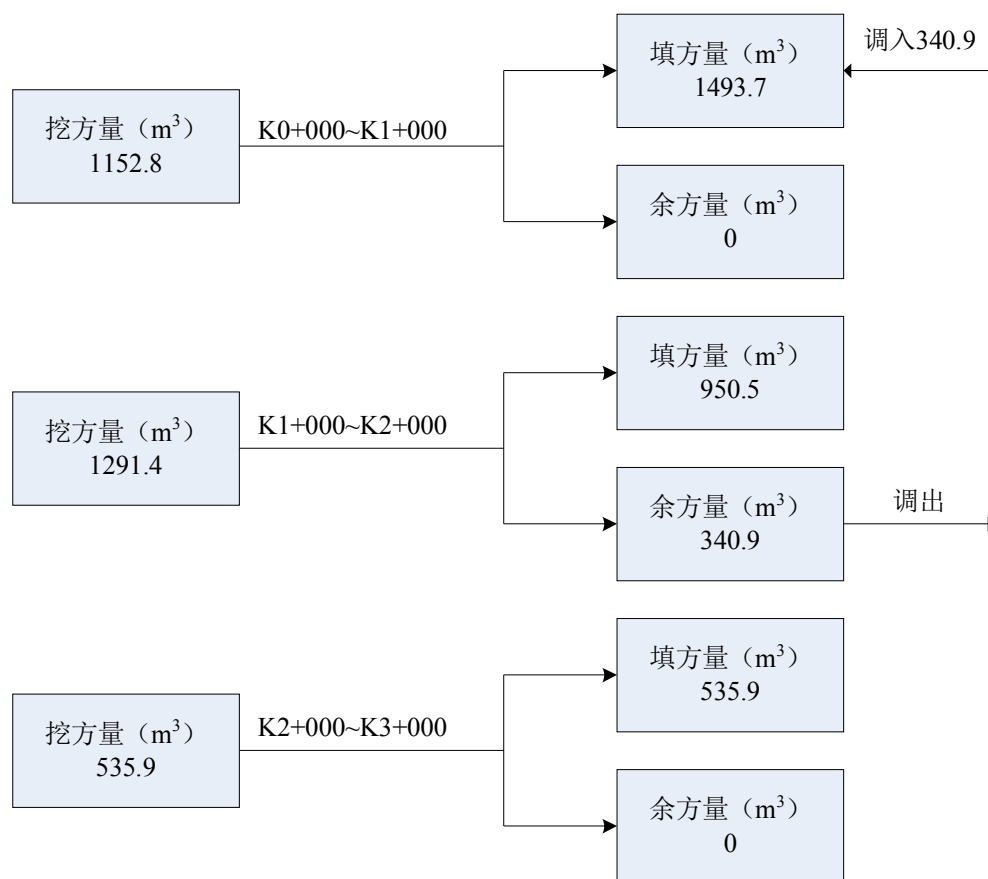 填方量（m³）
1493.7
调入340.9
挖方量（m³）
1152.8
K0+000~K1+000
余方量（m³）
0
填方量（m³）
950.5
挖方量（m³）
1291.4
K1+000~K2+000
余方量（m³）
340.9
调出
填方量（m³）
535.9
挖方量（m³）
535.9
K2+000~K3+000
余方量（m³）
0